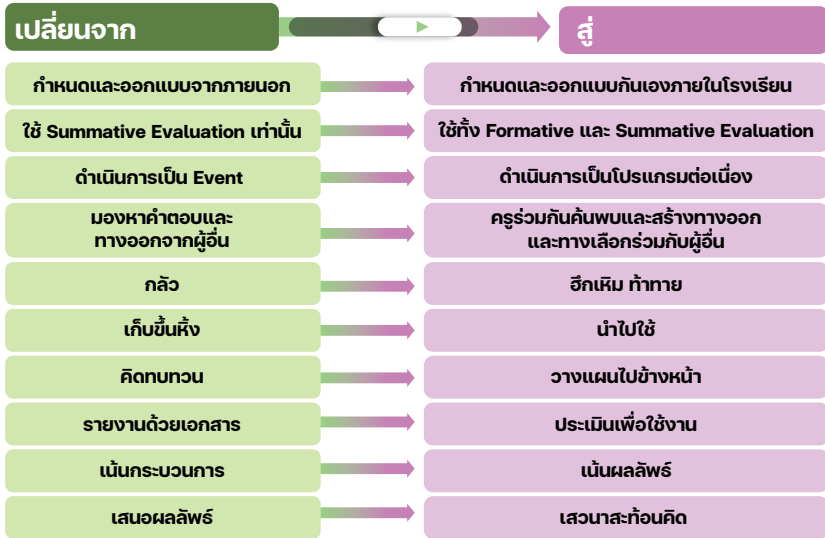 เปลี่ยนจาก
สู่
กำหนดและออกแบบจากภายนอก
กำหนดและออกแบบกันเองภายในโรงเรียน
ใช้ Summative Evaluation เท่านั้น
ใช้ทั้ง Formative และ Summative Evaluation
ดำเนินการเป็น Event
ดำเนินการเป็นโปรแกรมต่อเนื่อง
มองหาคำตอบและ
ทางออกจากผู้อื่น
ครูร่วมกันค้นพบและสร้างทางออก
และทางเลือกร่วมกับผู้อื่น
กลัว
ฮึกเหิม ท้าทาย
เก็บขึ้นหิ้ง
นำไปใช้
คิดทบทวน
วางแผนไปข้างหน้า
รายงานด้วยเอกสาร
ประเมินเพื่อใช้งาน
เน้นกระบวนการ
เน้นผลลัพธ์
เสนอผลลัพธ์
เสวนาสะท้อนคิด